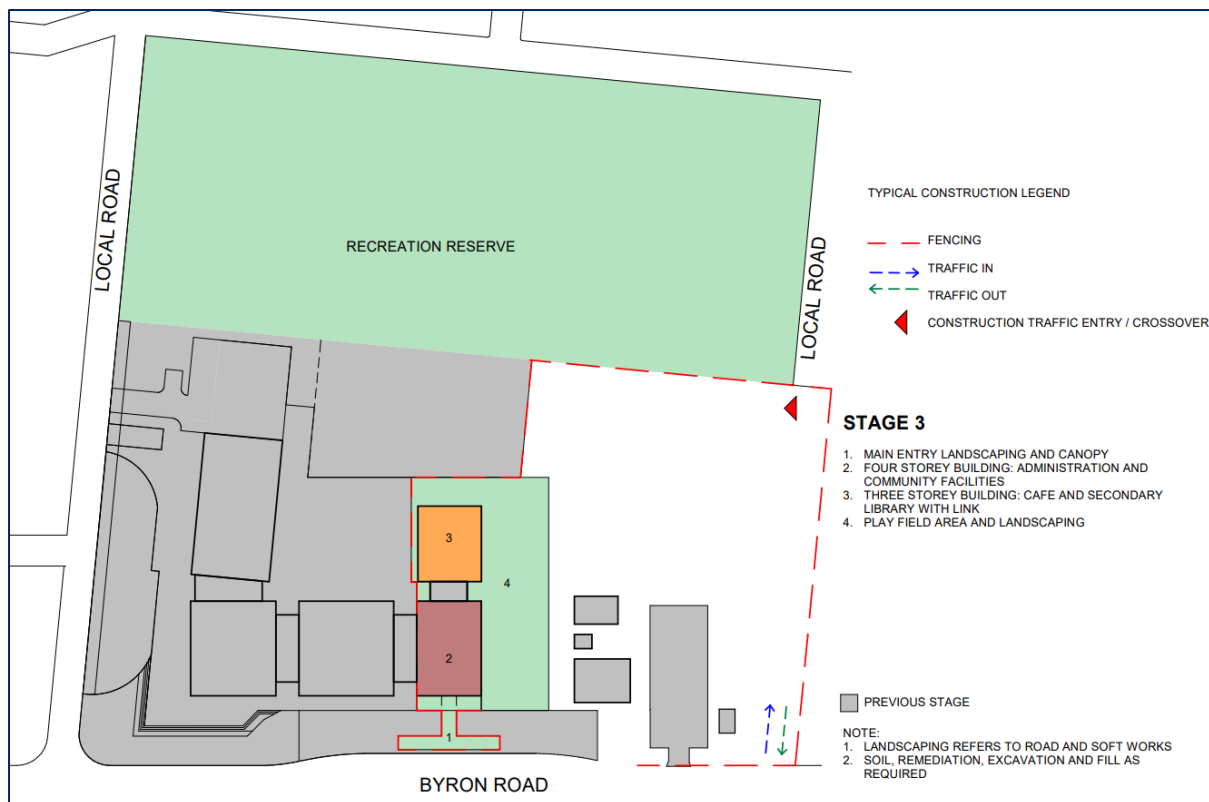 LOCAL ROAD
RECREATION RESERVE
LOCAL ROAD
TYPICAL CONSTRUCTION LEGEND
FENCING
TRAFFIC IN
TRAFFIC OUT
CONSTRUCTION TRAFFIC ENTRY / CROSSOVER
STAGE 3
1. MAIN ENTRY LANDSCAPING AND CANOPY
2. FOUR STOREY BUILDING: ADMINISTRATION AND
COMMUNITY FACILITIES
3. THREE STOREY BUILDING: CAFE AND SECONDARY
LIBRARY WITH LINK
4. PLAY FIELD AREA AND LANDSCAPING
3
4
2
1
PREVIOUS STAGE
NOTE:
1. LANDSCAPING REFERS TO ROAD AND SOFT WORKS
2. SOIL, REMEDIATION, EXCAVATION AND FILL AS
REQUIRED
BYRON ROAD